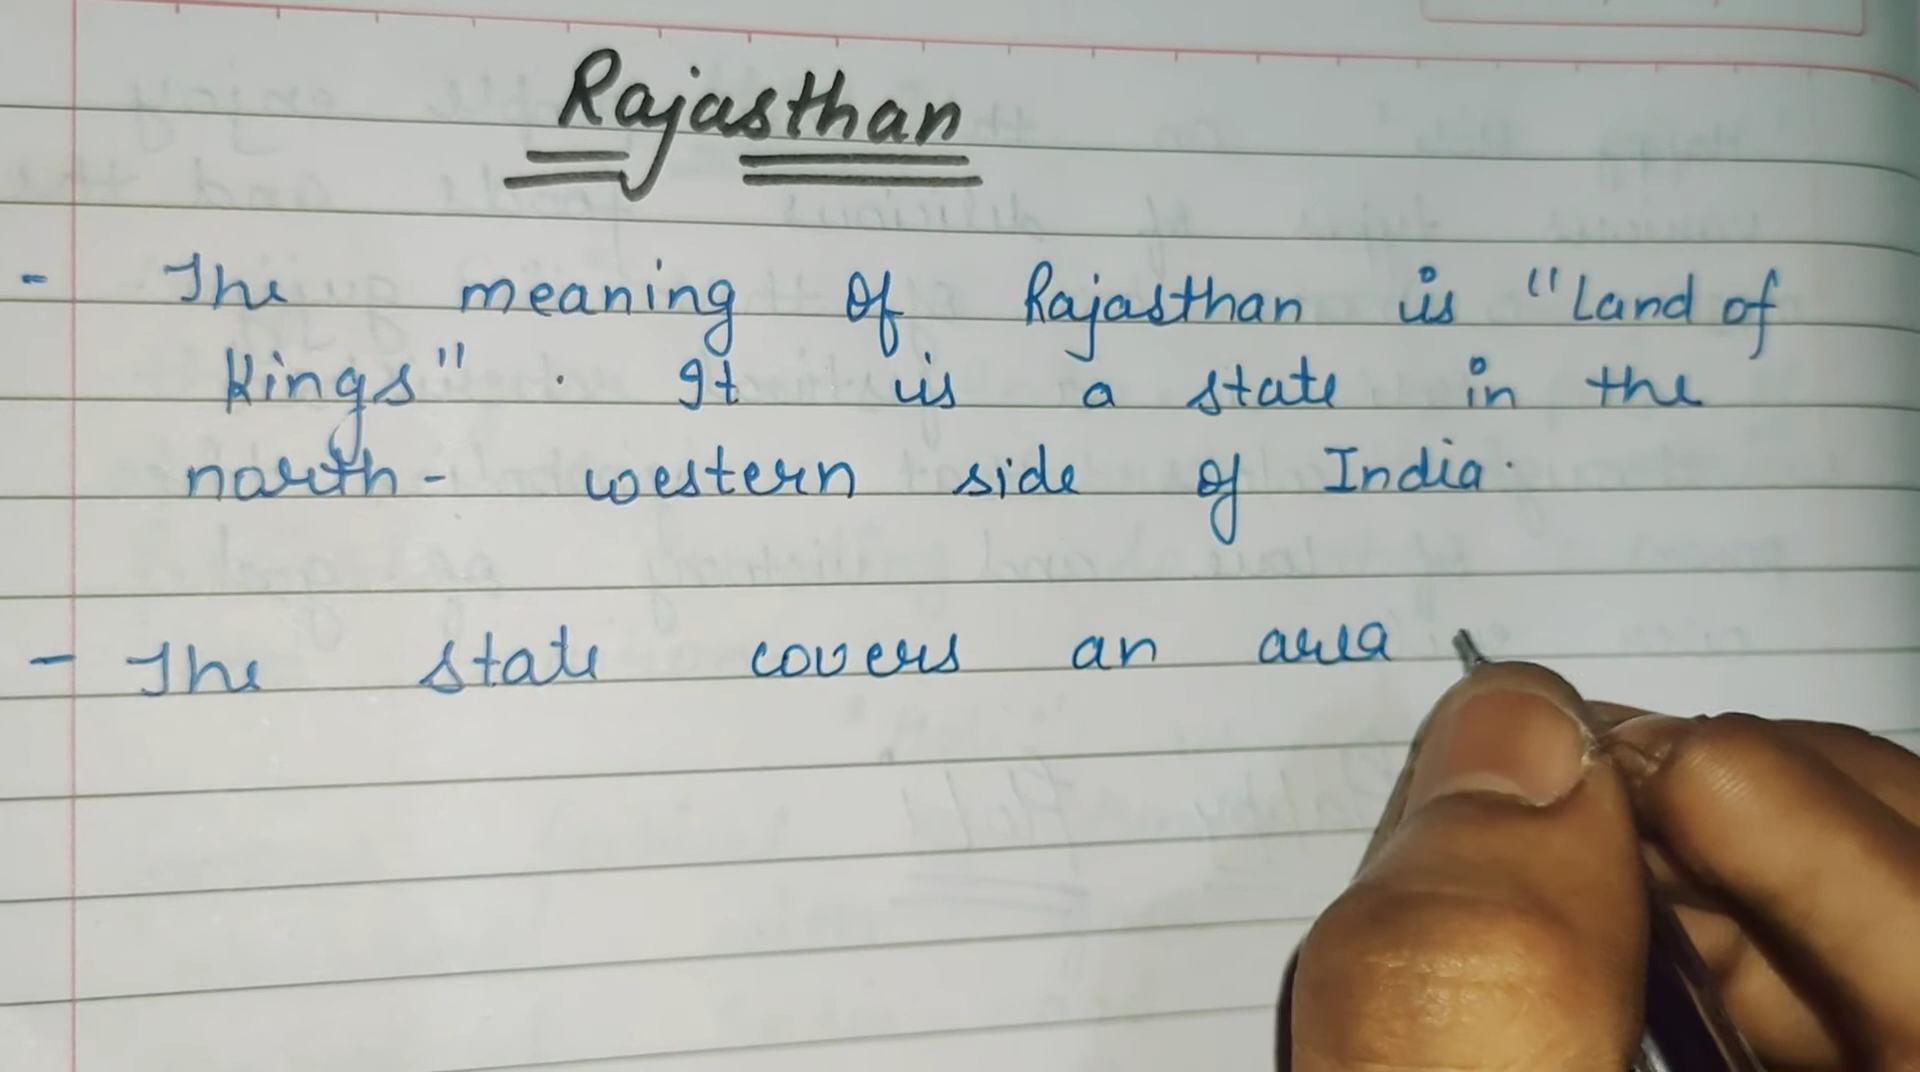 Rajasthan
- The meaning of Rajasthan is "Land of
Kings". It is a state in the
north- western side of India.
- The state covers an area